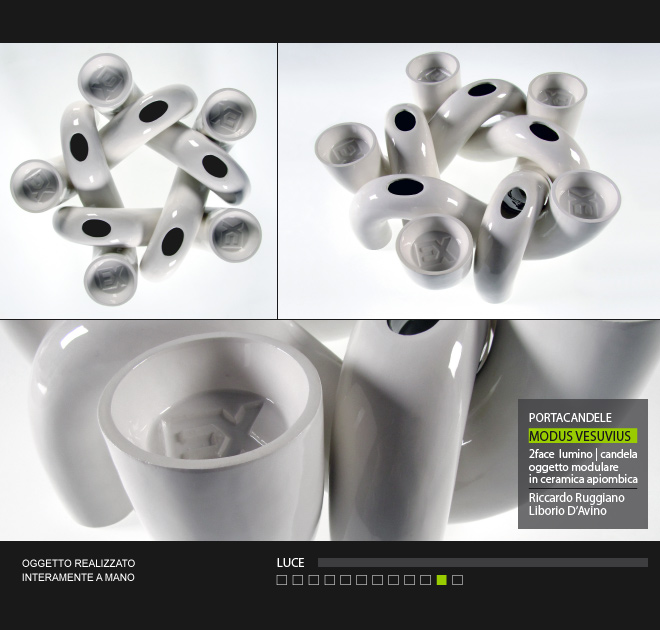 PORTACANDELE
MODUS VESUVIUS
2face lumino | candela
oggetto modulare
in ceramica apiombica
Riccardo Ruggiano
Liborio D'Avino
OGGETTO REALIZZATO
INTERAMENTE A MANO
LUCE